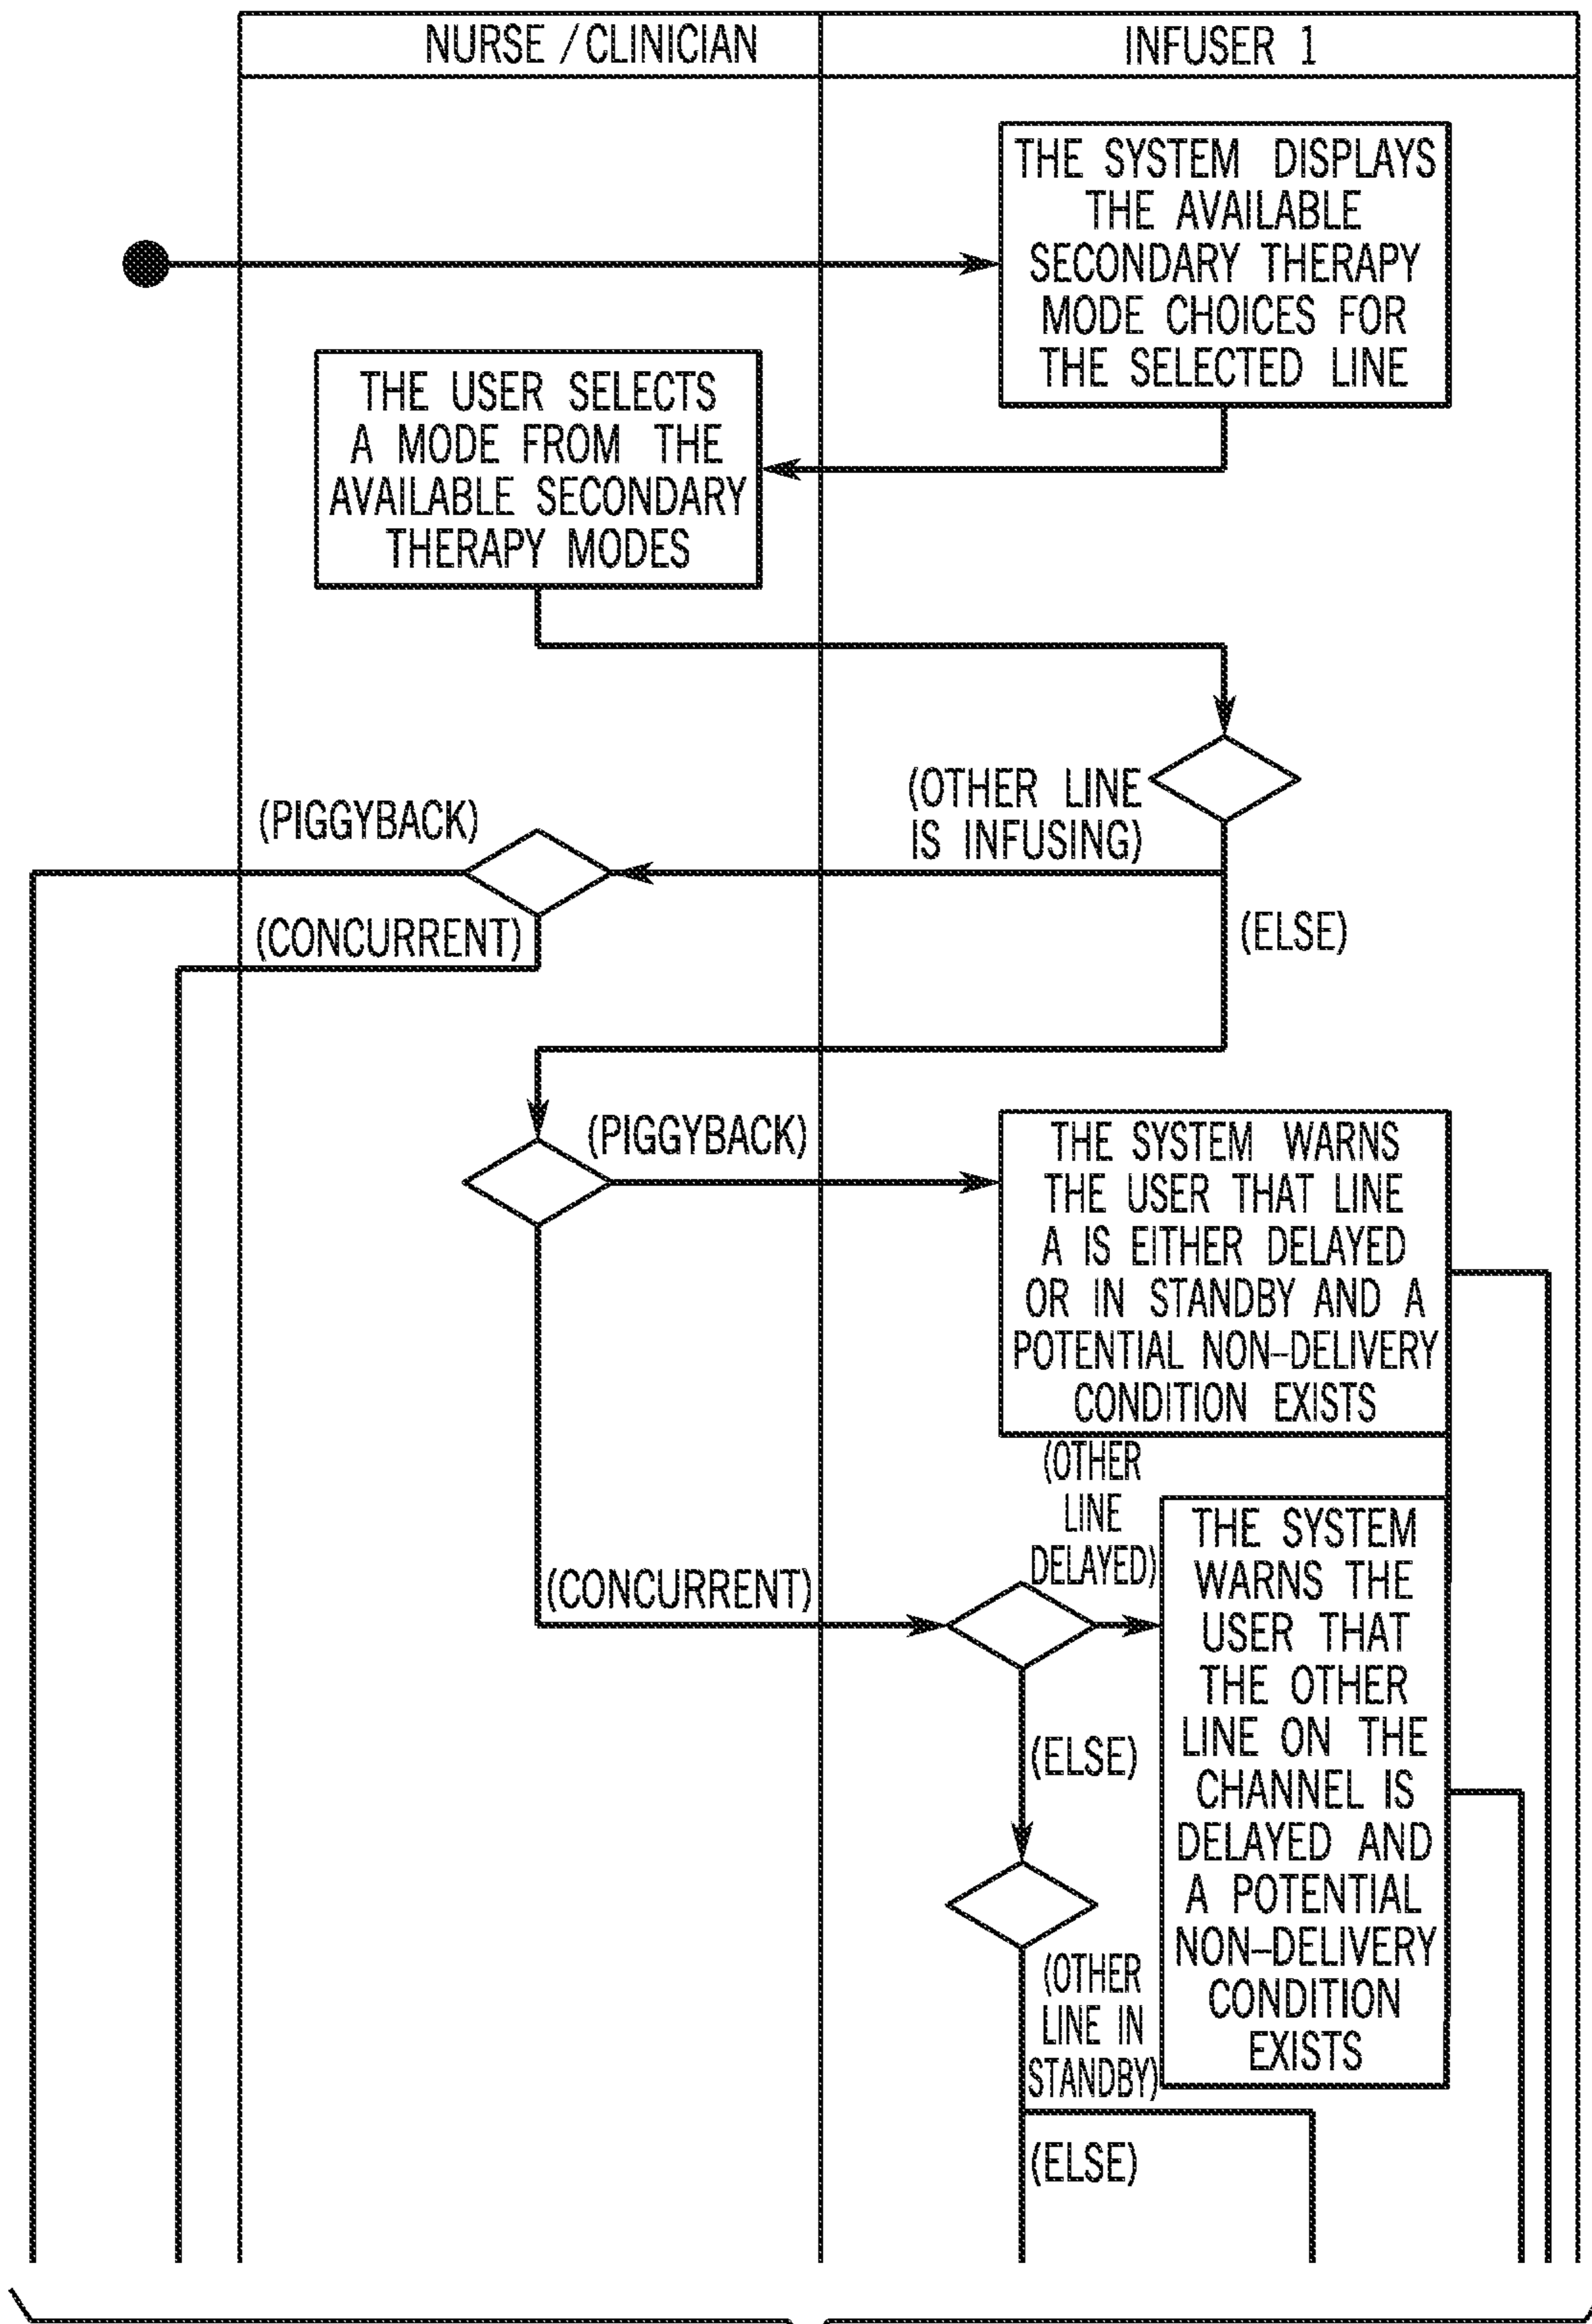 NURSE / CLINICIAN
INFUSER 1
THE SYSTEM DISPLAYS
THE AVAILABLE
SECONDARY THERAPY
MODE CHOICES FOR
THE SELECTED LINE
THE USER SELECTS
A MODE FROM THE
AVAILABLE SECONDARY
THERAPY MODES
(OTHER LINE
IS INFUSING)
(PIGGYBACK)
(CONCURRENT)
(ELSE)
(PIGGYBACK)
THE SYSTEM WARNS
THE USER THAT LINE
A IS EITHER DELAYED
OR IN STANDBY AND A
POTENTIAL NON-DELIVERY
CONDITION EXISTS
(OTHER
LINE
DELAYED)
(CONCURRENT)
THE SYSTEM
WARNS THE
USER THAT
THE OTHER
LINE ON THE
CHANNEL IS
DELAYED AND
A POTENTIAL
NON-DELIVERY
CONDITION
EXISTS
(ELSE)
(OTHER
LINE IN
STANDBY)
(ELSE)